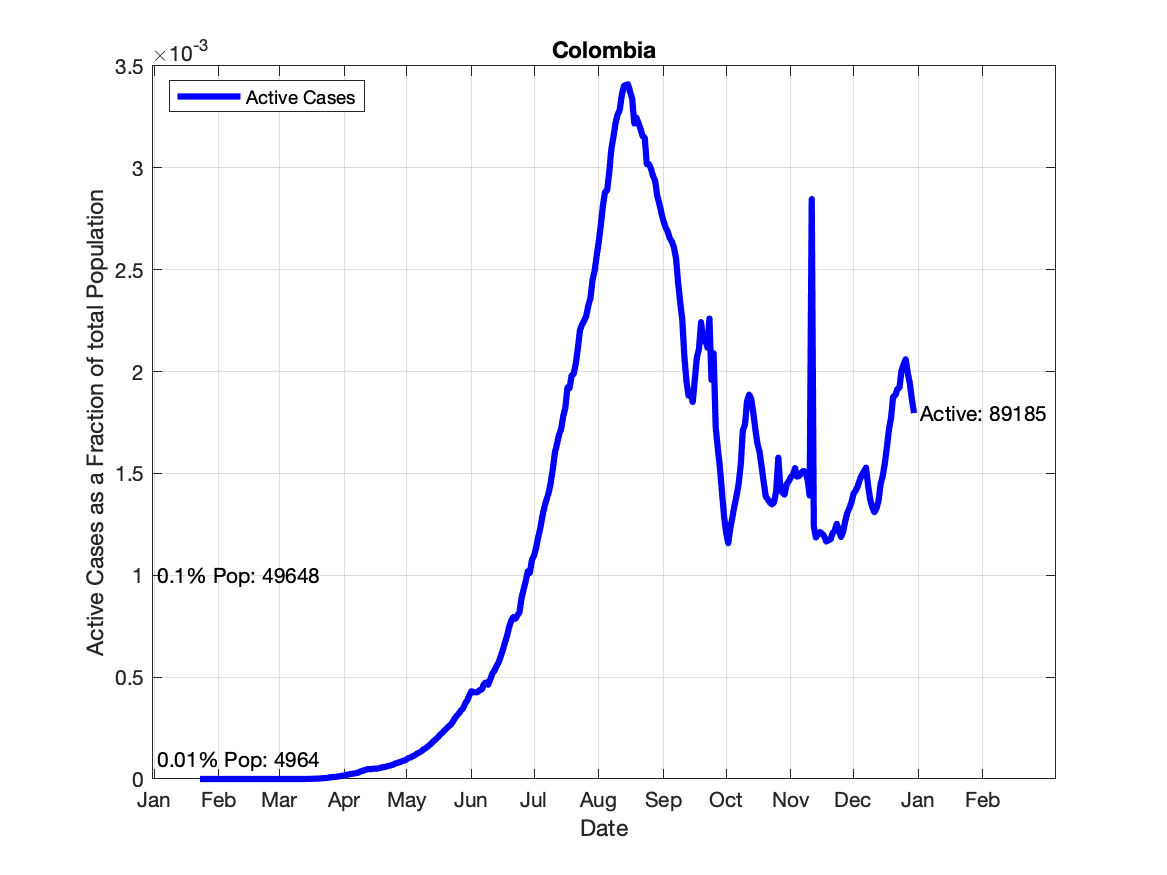 Colombia
×10-3
3.5
3
2.5
2
1.5
1
0.5
0
Active Cases as a Fraction of total Population
Active Cases
Active: 89185
0.1% Pop: 49648
0.01% Pop: 4964
Jan Feb Mar Apr May Jun Jul Aug Sep Oct Nov Dec Jan Feb
Date